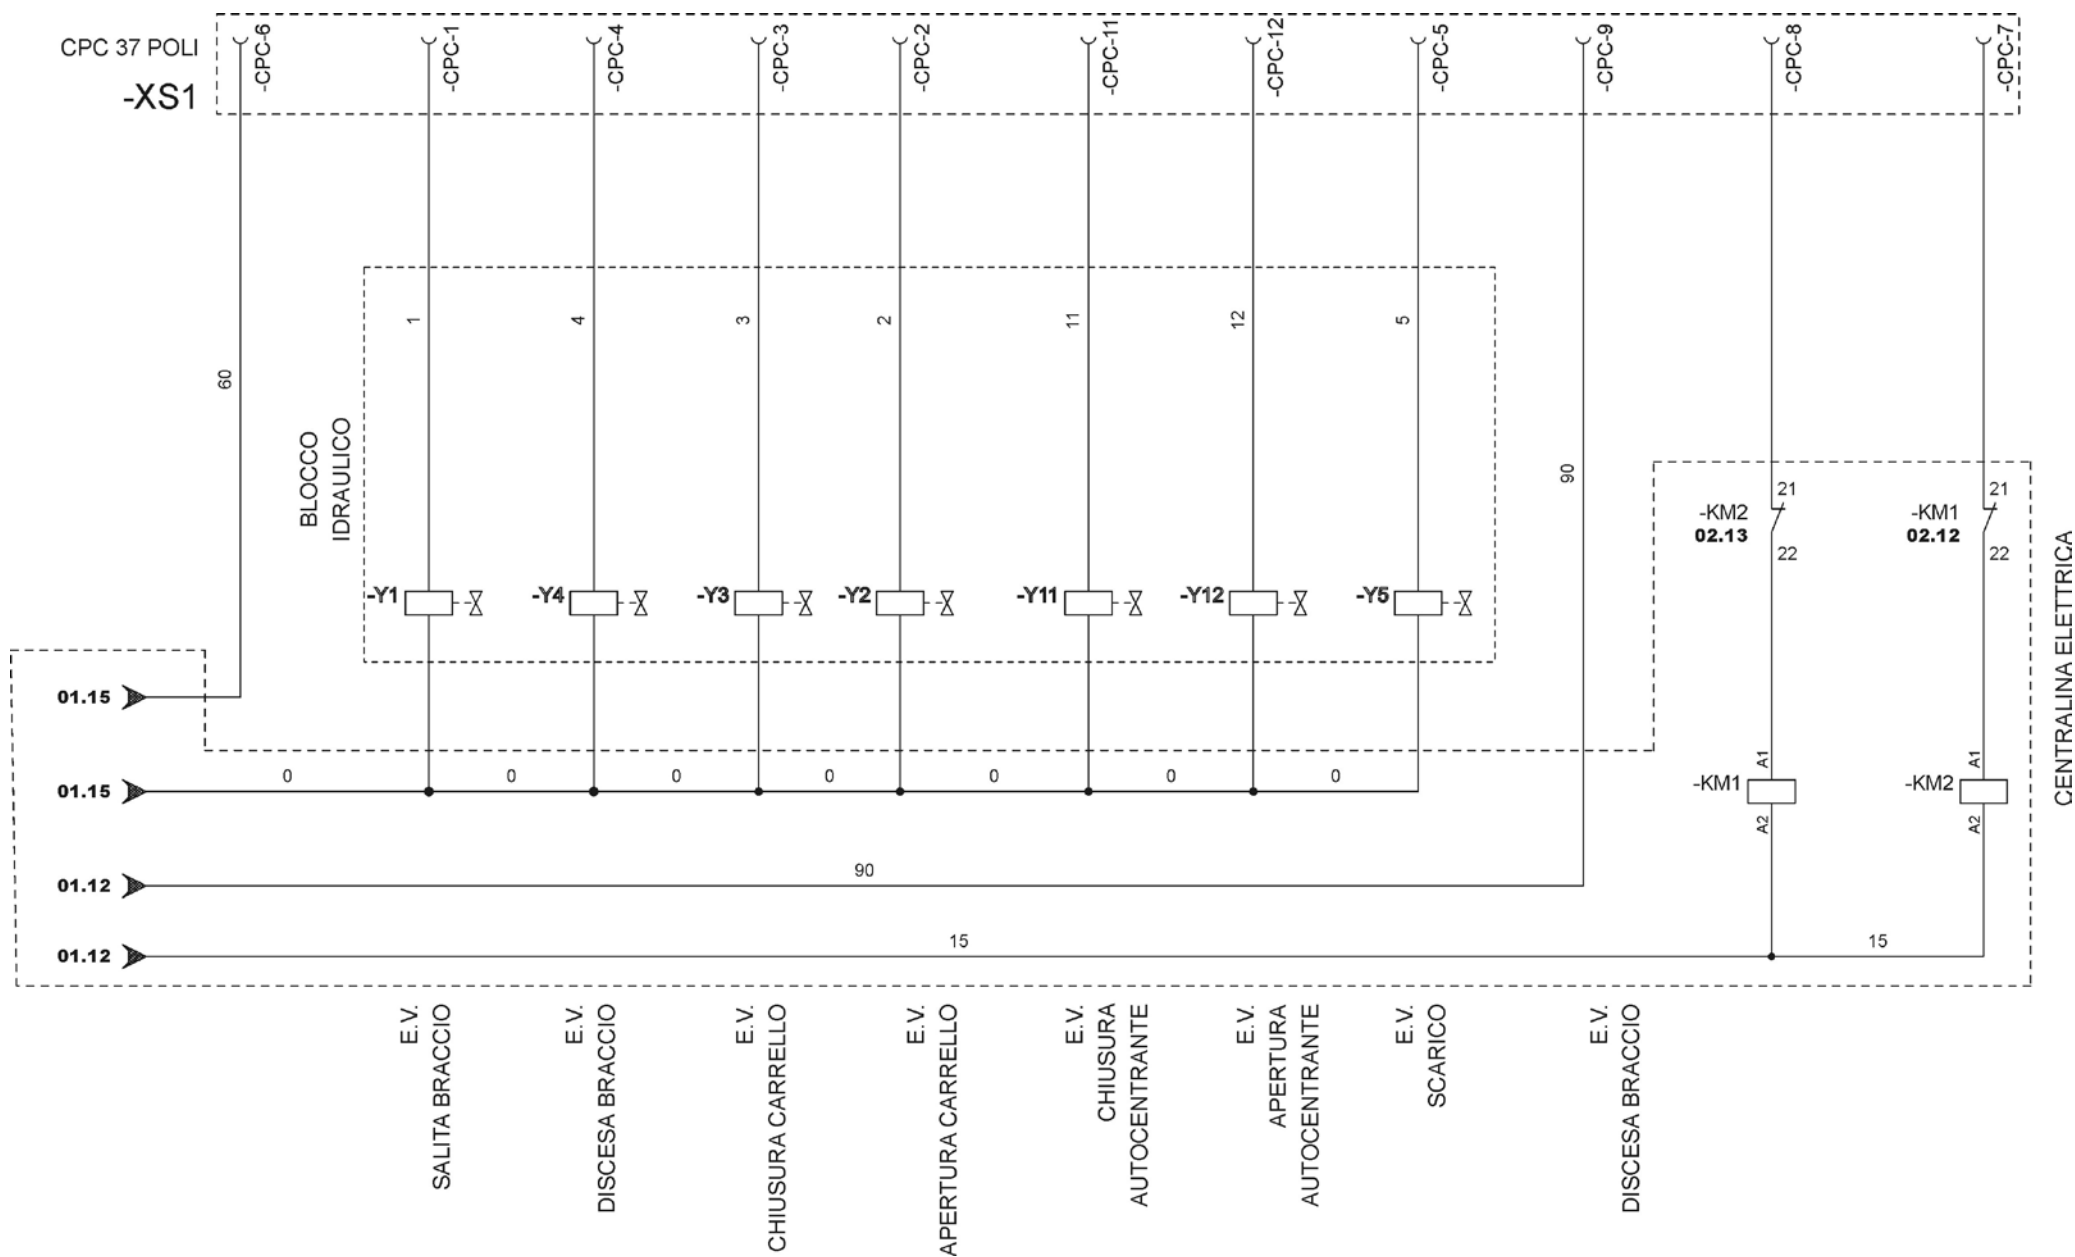 CPC 37 POLI
-XS1
-CPC-6
-CPC-1
-CPC-4
-CPC-3
-CPC-2
-CPC-11
-CPC-12
-CPC-5
-CPC-9
-CPC-8
-CPC-7
1
4
3
2
11
12
5
60
90
BLOCCO
IDRAULICO
21
-KM2
02.13
22
21
-KM1
02.12
22
CENTRALINA ELETTRICA
-Y1
-Y4
-Y3
-Y2
-Y11
-Y12
-Y5
01.15
01.15
0
0
0
0
0
0
0
A1
-KM1
A2
A1
-KM2
A2
01.12
90
01.12
15
15
E.V.
SALITA BRACCIO
E.V.
DISCESA BRACCIO
E.V.
CHIUSURA CARRELLO
E.V.
APERTURA CARRELLO
E.V.
CHIUSURA
AUTOCENTRANTE
E.V.
APERTURA
AUTOCENTRANTE
E.V.
SCARICO
E.V.
DISCESA BRACCIO